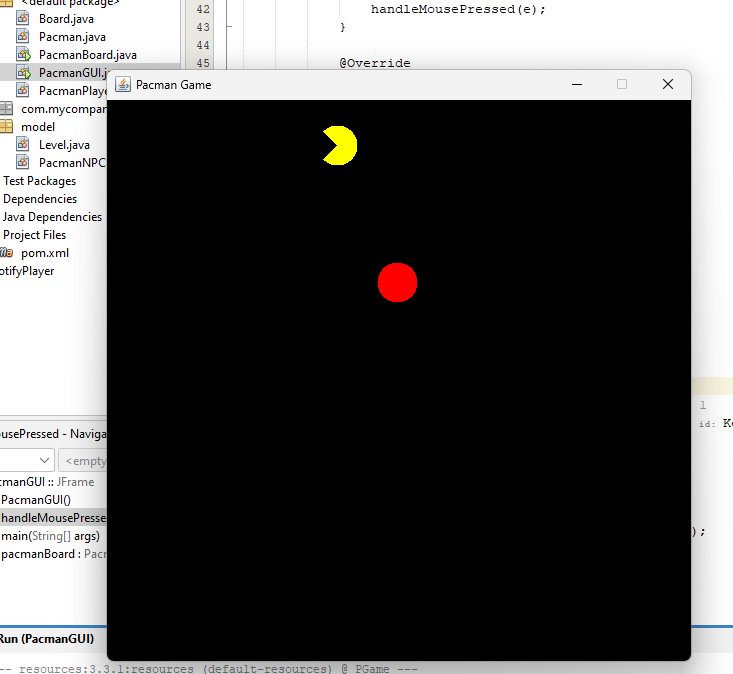 <default package>
Board.java
Pacman.java
PacmanBoard.java
PacmanGUI.j
PacmanPlaye
com.mycompar
model
Level.java
PacmanNPC
Test Packages
Dependencies
Java Dependencies
Project Files
pom.xml
otifyPlayer
42 handleMousePressed(e);
43 }
44
45 @Override
Pacman Game
1
id: Ke
);
ousePressed - Naviga
<empty
cmanGUI :: JFrame
PacmanGUI()
handleMousePresse
main(String[] args)
pacmanBoard : Pacr
Run (PacmanGUI)
-- resources:3.3.1:resources (default-resources) @ PGame ---